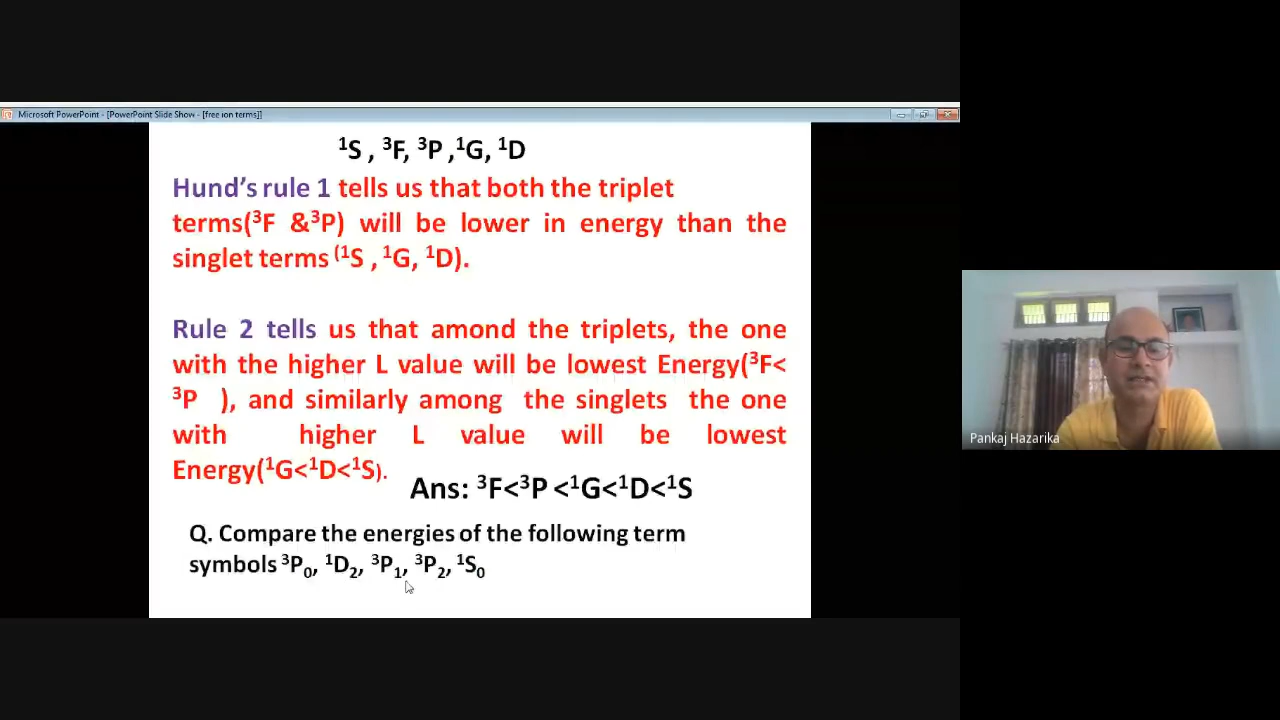 Microsoft PowerPoint - [PowerPoint Slide Show - [free ion terms]]
¹S , ³F, ³P ,¹G, ¹D
Hund's rule 1 tells us that both the triplet
terms(³F &³P) will be lower in energy than the
singlet terms (¹S , ¹G, ¹D).
Rule 2 tells us that amond the triplets, the one
with the higher L value will be lowest Energy(³F<
³P ), and similarly among the singlets the one
with higher L value will be lowest
Energy(¹G<¹D<¹S).
Ans: ³F<³P <¹G<¹D<¹S
Q. Compare the energies of the following term
symbols ³P₀, ¹D₂, ³P₁, ³P₂, ¹S₀
Pankaj Hazarika